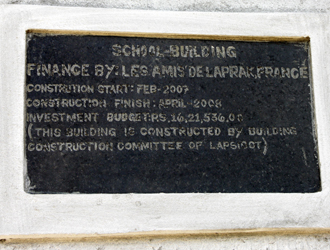 SCHOOL-BUILDING
FINANCE BY: LES AMIS DE LAPRAK, FRANCE
CONSTRUTION START: FEB-2007
CONSTRUCTION FINISH: APRIL-2008
INVESTMENT BUDGET: RS, 16,21,536,00
(THIS BUILDING IS CONSTRUCTED BY BUILDING
CONSTRUCTION COMMITTEE OF LAPSIBOT)